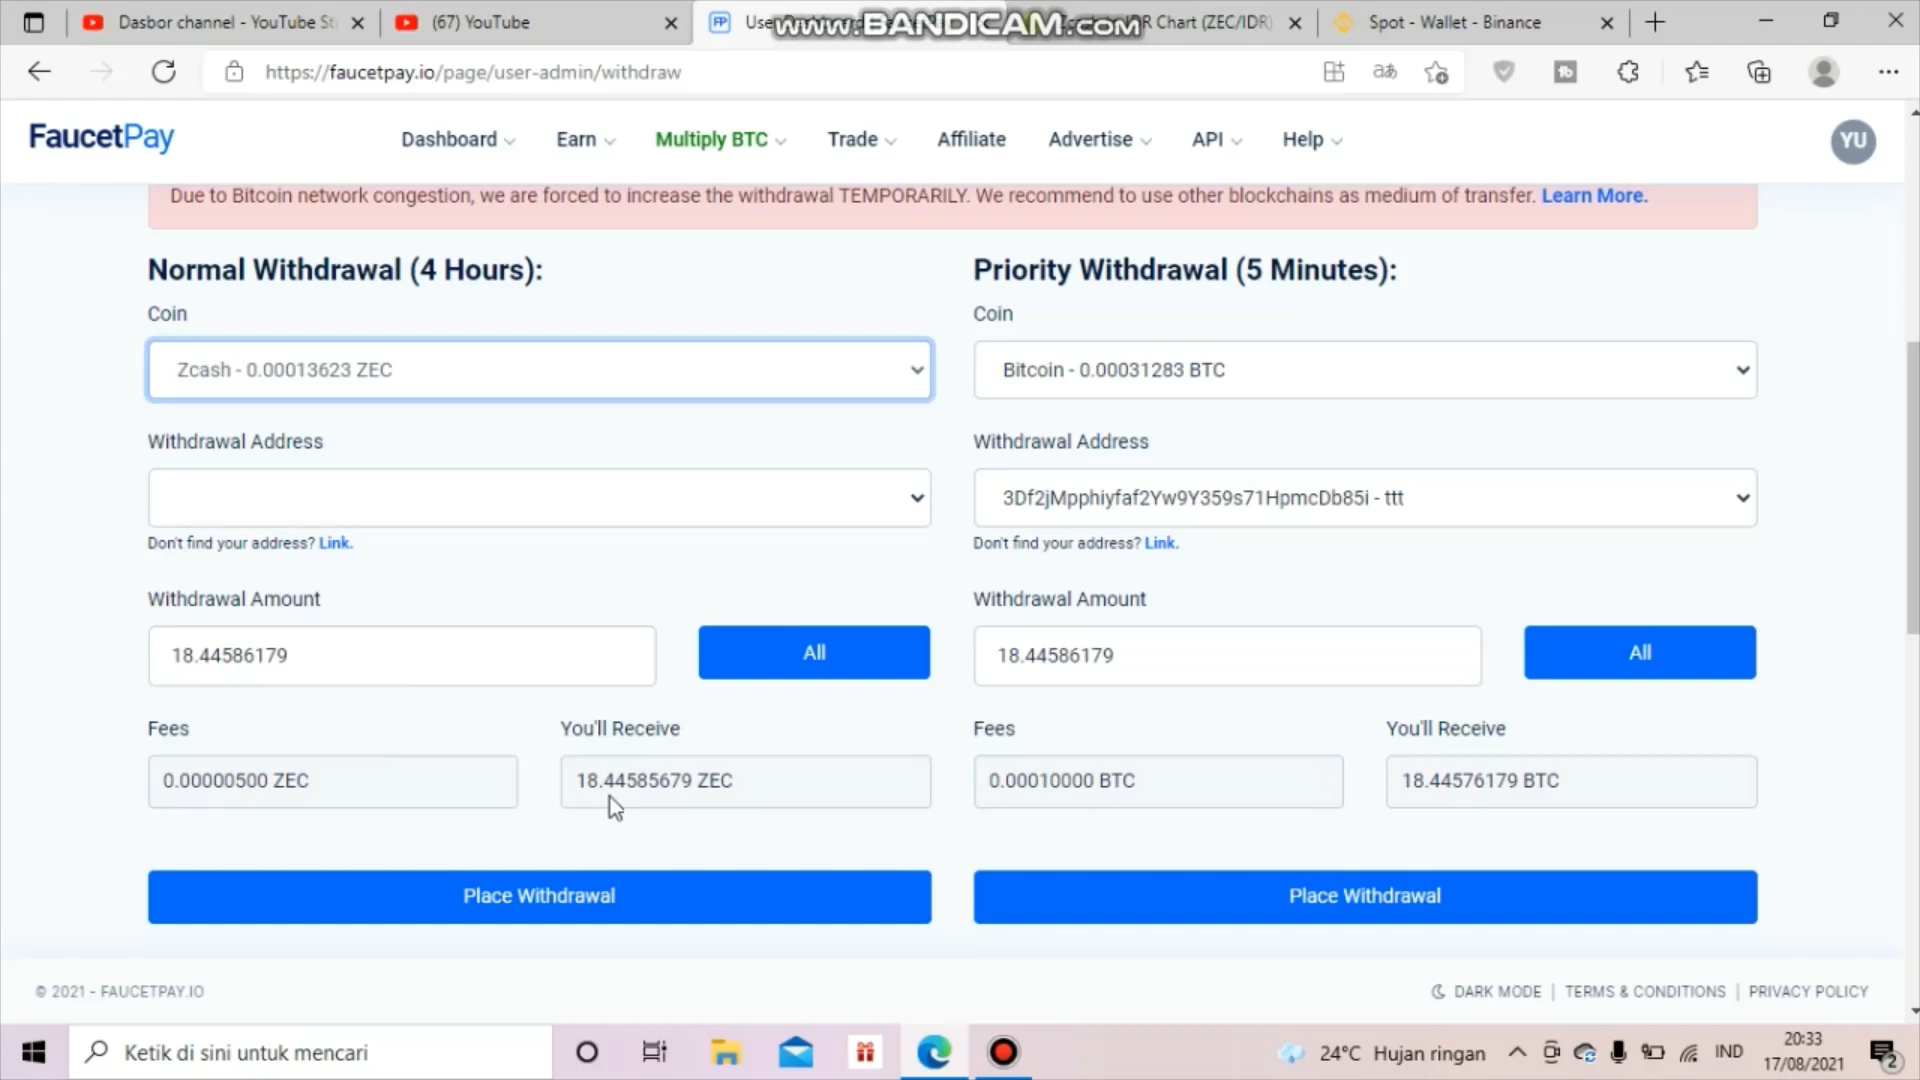 Dasbor channel - YouTube St
(67) YouTube
Use
www.BANDICAM.com
IDR Chart (ZEC/IDR)
Spot - Wallet - Binance
https://faucetpay.io/page/user-admin/withdraw
FaucetPay
Dashboard
Earn
Multiply BTC
Trade
Affiliate
Advertise
API
Help
YU
Due to Bitcoin network congestion, we are forced to increase the withdrawal TEMPORARILY. We recommend to use other blockchains as medium of transfer. Learn More.
Normal Withdrawal (4 Hours):
Coin
Zcash - 0.00013623 ZEC
Withdrawal Address
Don't find your address? Link.
Withdrawal Amount
18.44586179
All
Fees
You'll Receive
0.00000500 ZEC
18.44585679 ZEC
Place Withdrawal
Priority Withdrawal (5 Minutes):
Coin
Bitcoin - 0.00031283 BTC
Withdrawal Address
3Df2jMpphiyfaf2Yw9Y359s71HpmcDb85i - ttt
Don't find your address? Link.
Withdrawal Amount
18.44586179
All
Fees
You'll Receive
0.00010000 BTC
18.44576179 BTC
Place Withdrawal
© 2021 - FAUCETPAY.IO
DARK MODE | TERMS & CONDITIONS | PRIVACY POLICY
Ketik di sini untuk mencari
24°C Hujan ringan
IND
20:33
17/08/2021
2